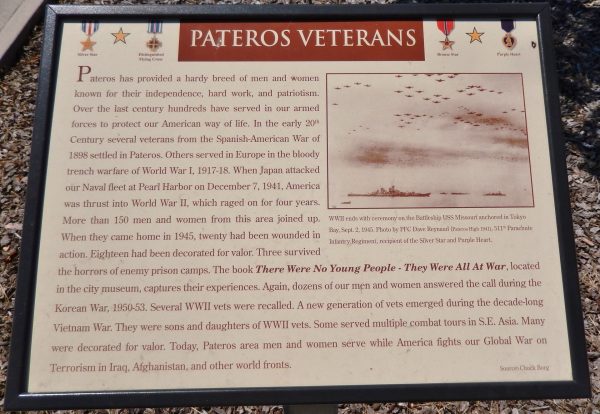 PATEROS VETERANS
Silver Star
Distinguished
Flying Cross
Bronze Star
Purple Heart
Pateros has provided a hardy breed of men and women
known for their independence, hard work, and patriotism.
Over the last century hundreds have served in our armed
forces to protect our American way of life. In the early 20th
Century several veterans from the Spanish-American War of
1898 settled in Pateros. Others served in Europe in the bloody
trench warfare of World War I, 1917-18. When Japan attacked
our Naval fleet at Pearl Harbor on December 7, 1941, America
was thrust into World War II, which raged on for four years.
More than 150 men and women from this area joined up.
When they came home in 1945, twenty had been wounded in
action. Eighteen had been decorated for valor. Three survived
the horrors of enemy prison camps. The book There Were No Young People - They Were All At War, located
in the city museum, captures their experiences. Again, dozens of our men and women answered the call during the
Korean War, 1950-53. Several WWII vets were recalled. A new generation of vets emerged during the decade-long
Vietnam War. They were sons and daughters of WWII vets. Some served multiple combat tours in S.E. Asia. Many
were decorated for valor. Today, Pateros area men and women serve while America fights our Global War on
Terrorism in Iraq, Afghanistan, and other world fronts.
WWII ends with ceremony on the Battleship USS Missouri anchored in Tokyo
Bay, Sept. 2, 1945. Photo by PFC Dave Reynaud (Pateros High 1941), 511th Parachute
Infantry Regiment, recipient of the Silver Star and Purple Heart.
Source: Chuck Borg